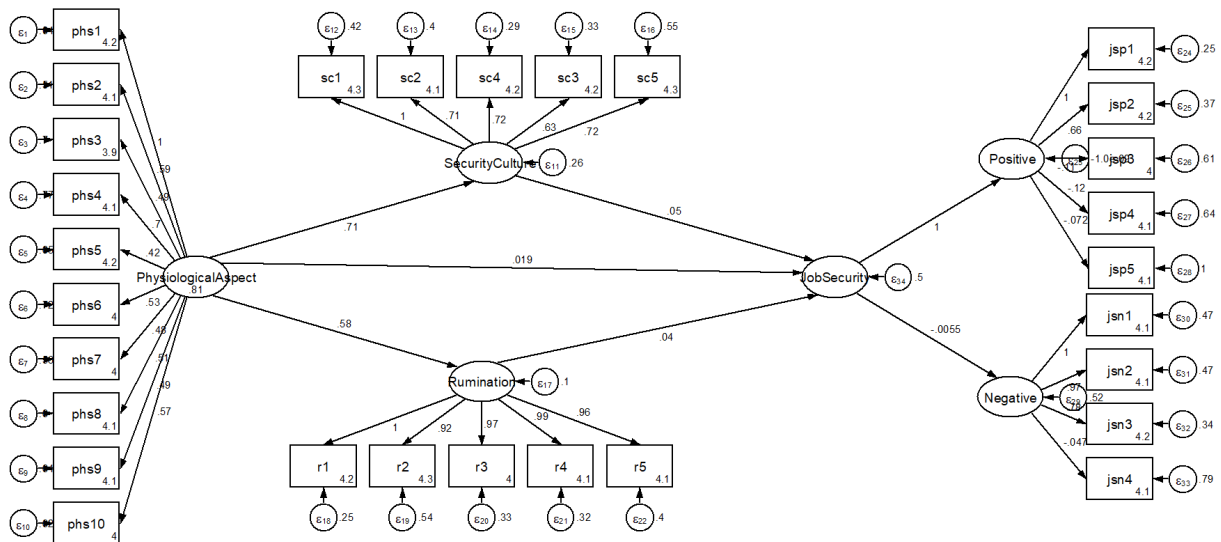 ε1
phs1
4.2
ε2
phs2
4.1
ε3
phs3
3.9
ε4
phs4
4.1
ε5
phs5
4.2
ε6
phs6
4
ε7
phs7
4
ε8
phs8
4.1
ε9
phs9
4.1
ε10
phs10
4
1
.59
.49
.7
.42
.53
.48
.51
.49
.57
PhysiologicalAspect
.81
.71
.019
.58
ε12 .42
ε13 .4
ε14 .29
ε15 .33
ε16 .55
sc1
4.3
sc2
4.1
sc4
4.2
sc3
4.2
sc5
4.3
1
.71
.72
.63
.72
SecurityCulture
ε11 .26
.05
Rumination
ε17 .1
.04
1
.92
.97
.99
.96
r1
4.2
r2
4.3
r3
4
r4
4.1
r5
4.1
ε18 .25
ε19 .54
ε20 .33
ε21 .32
ε22 .4
JobSecurity
ε34 .5
1
-.0055
Positive
1
.66
-.11
-.12
-.072
jsp1
4.2
ε24 .25
jsp2
4.2
ε25 .37
jsp3
4
ε26 .61
jsp4
4.1
ε27 .64
jsp5
4.1
ε28 1
Negative
ε29 .52
1
.97
.78
-.047
jsn1
4.1
ε30 .47
jsn2
4.1
ε31 .47
jsn3
4.2
ε32 .34
jsn4
4.1
ε33 .79